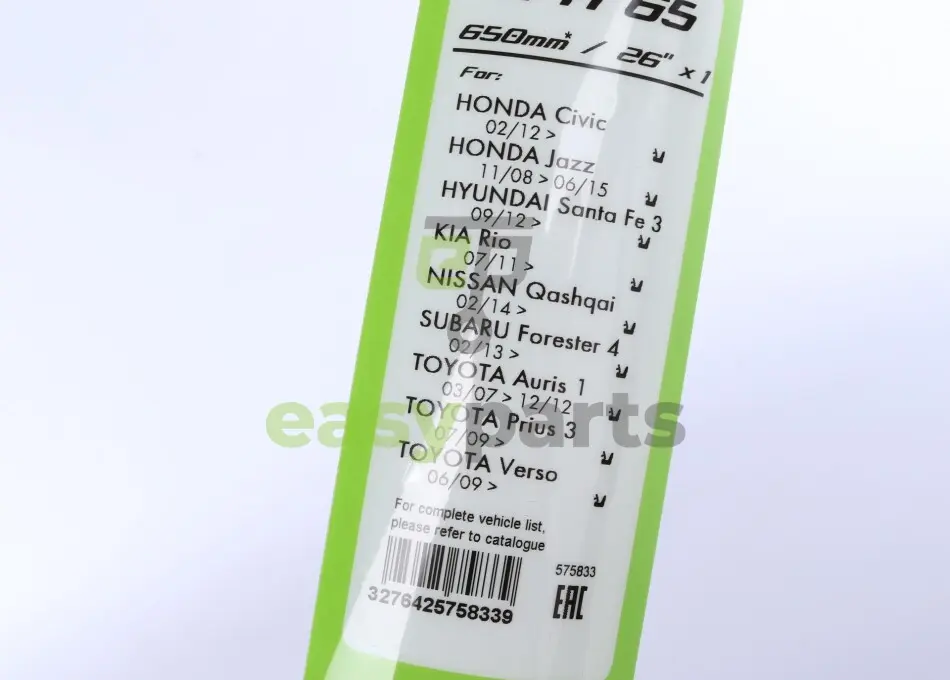 65
650mm* / 26" x 1
For:
HONDA Civic
02/12 >
HONDA Jazz
11/08 > 06/15
HYUNDAI Santa Fe 3
09/12 >
KIA Rio
07/11 >
NISSAN Qashqai
02/14 >
SUBARU Forester 4
02/13 >
TOYOTA Auris 1
03/07 > 12/12
TOYOTA Prius 3
07/09 >
TOYOTA Verso
06/09 >
easyparts
For complete vehicle list,
please refer to catalogue
3276425758339
575833
EAC